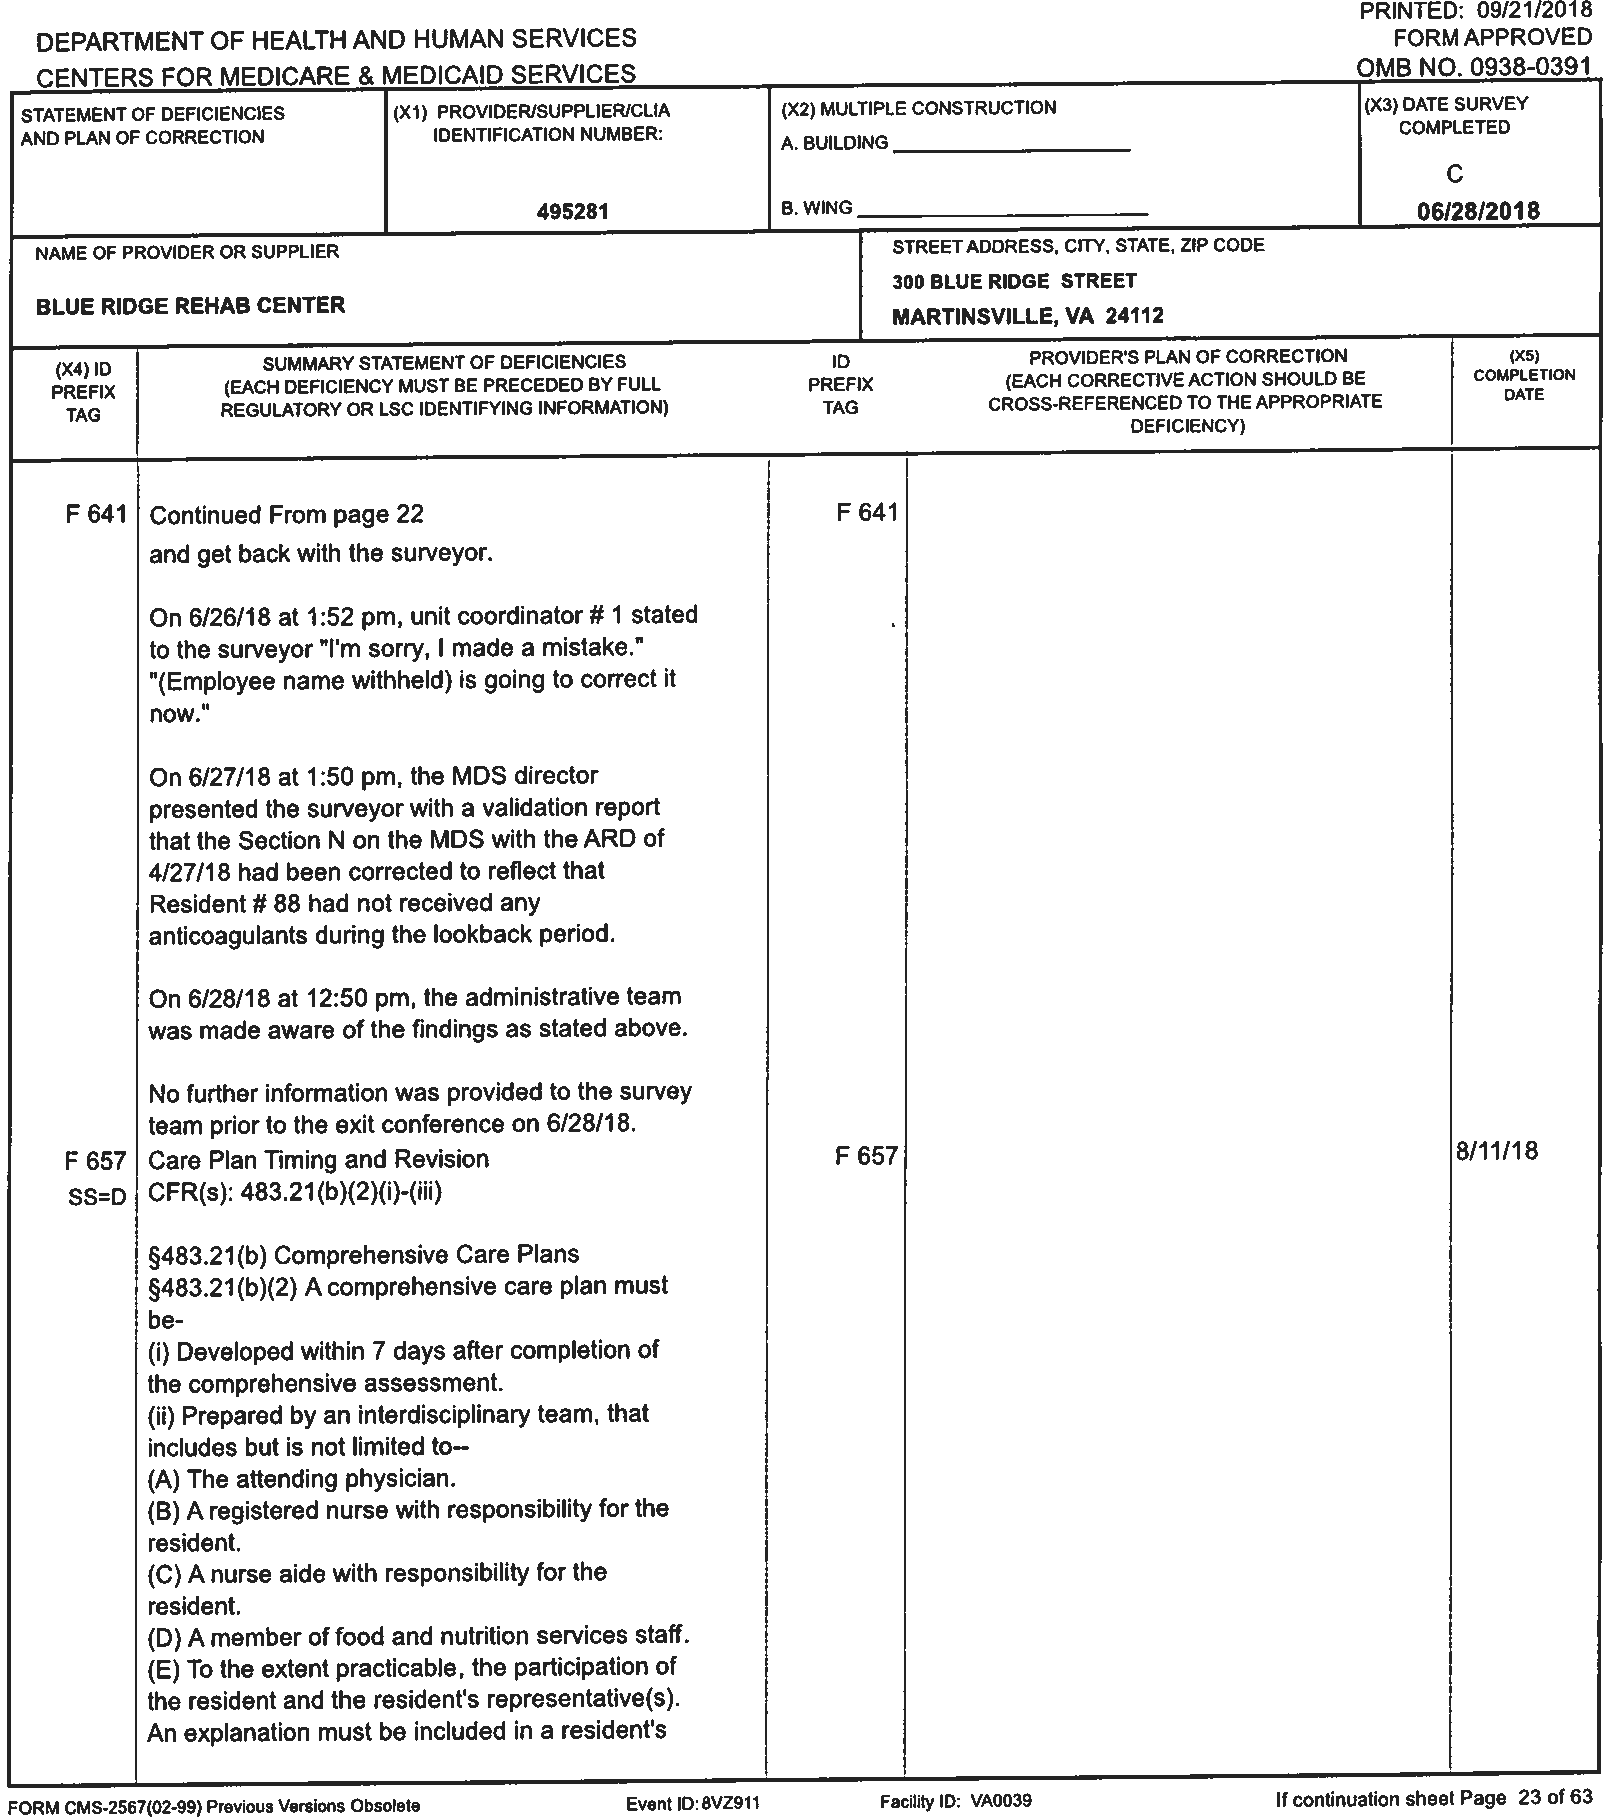 PRINTED: 09/21/2018
DEPARTMENT OF HEALTH AND HUMAN SERVICES
FORM APPROVED
CENTERS FOR MEDICARE & MEDICAID SERVICES
OMB NO. 0938-0391
STATEMENT OF DEFICIENCIES
AND PLAN OF CORRECTION
(X1) PROVIDER/SUPPLIER/CLIA
IDENTIFICATION NUMBER:
495281
(X2) MULTIPLE CONSTRUCTION
A. BUILDING
B. WING
(X3) DATE SURVEY
COMPLETED
C
06/28/2018
NAME OF PROVIDER OR SUPPLIER
BLUE RIDGE REHAB CENTER
STREET ADDRESS, CITY, STATE, ZIP CODE
300 BLUE RIDGE STREET
MARTINSVILLE, VA 24112
(X4) ID
PREFIX
TAG
SUMMARY STATEMENT OF DEFICIENCIES
(EACH DEFICIENCY MUST BE PRECEDED BY FULL
REGULATORY OR LSC IDENTIFYING INFORMATION)
ID
PREFIX
TAG
PROVIDER'S PLAN OF CORRECTION
(EACH CORRECTIVE ACTION SHOULD BE
CROSS-REFERENCED TO THE APPROPRIATE
DEFICIENCY)
(X5)
COMPLETION
DATE
F 641 Continued From page 22 F 641
and get back with the surveyor.
On 6/26/18 at 1:52 pm, unit coordinator # 1 stated
to the surveyor "I'm sorry, I made a mistake."
"(Employee name withheld) is going to correct it
now."
On 6/27/18 at 1:50 pm, the MDS director
presented the surveyor with a validation report
that the Section N on the MDS with the ARD of
4/27/18 had been corrected to reflect that
Resident # 88 had not received any
anticoagulants during the lookback period.
On 6/28/18 at 12:50 pm, the administrative team
was made aware of the findings as stated above.
No further information was provided to the survey
team prior to the exit conference on 6/28/18.
F 657 Care Plan Timing and Revision F 657 8/11/18
SS=D CFR(s): 483.21(b)(2)(i)-(iii)
§483.21(b) Comprehensive Care Plans
§483.21(b)(2) A comprehensive care plan must
be-
(i) Developed within 7 days after completion of
the comprehensive assessment.
(ii) Prepared by an interdisciplinary team, that
includes but is not limited to--
(A) The attending physician.
(B) A registered nurse with responsibility for the
resident.
(C) A nurse aide with responsibility for the
resident.
(D) A member of food and nutrition services staff.
(E) To the extent practicable, the participation of
the resident and the resident's representative(s).
An explanation must be included in a resident's
FORM CMS-2567(02-99) Previous Versions Obsolete Event ID: 8VZ911 Facility ID: VA0039 If continuation sheet Page 23 of 63